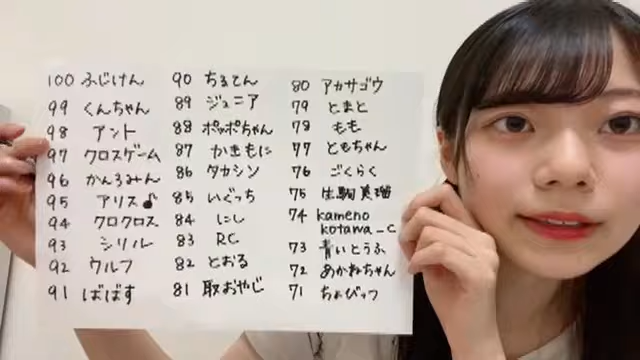 100 ふじけん
99 くんちゃん
98 アント
97 クロスゲーム
96 かんろみん
95 アリス♪
94 クロクロス
93 シリル
92 ウルフ
91 ばばす
90 ちるてん
89 ジュニア
88 ポッポちゃん
87 かきもに
86 タカシン
85 いぐっち
84 にし
83 RC
82 とおる
81 取おやじ
80 アカサゴウ
79 とまと
78 もも
77 ともちゃん
76 ごくらく
75 生駒美瑠
74 kameno
kotawa_c
73 青いとうふ
72 あかねちゃん
71 ちょびっつ